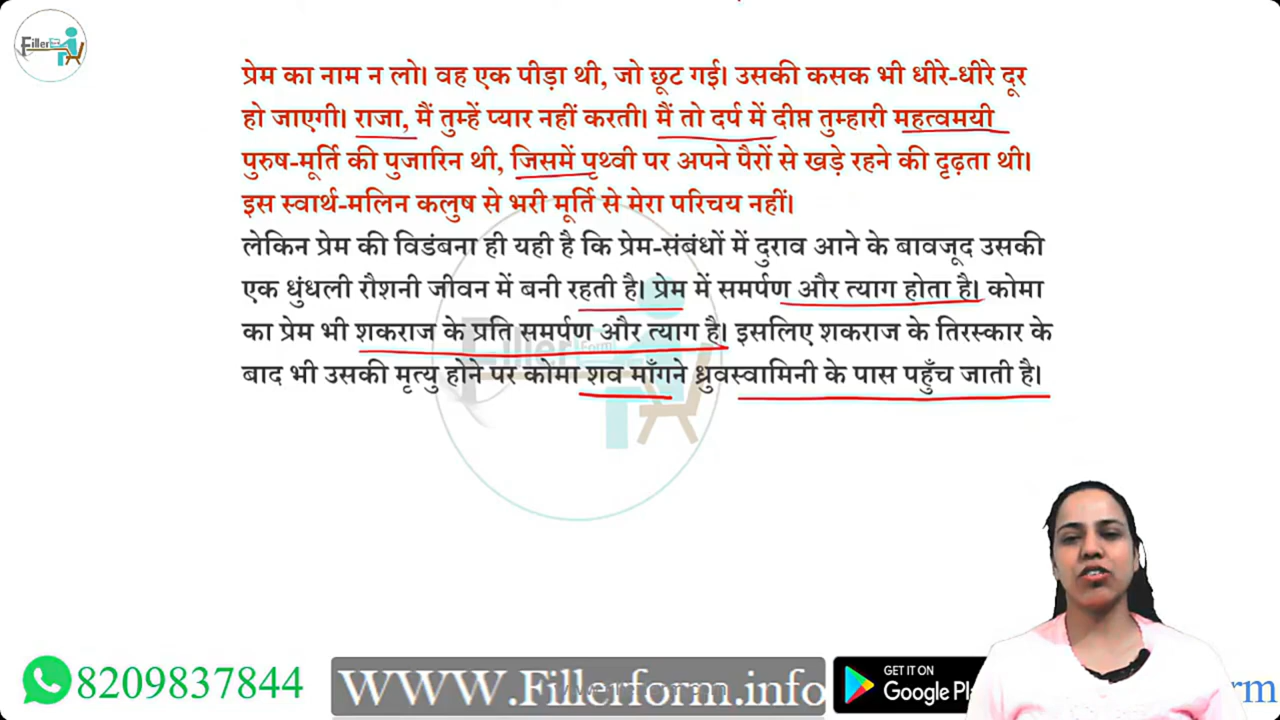 Fillerform
प्रेम का नाम न लो। वह एक पीड़ा थी, जो छूट गई। उसकी कसक भी धीरे-धीरे दूर
हो जाएगी। राजा, मैं तुम्हें प्यार नहीं करती। मैं तो दर्प में दीप्त तुम्हारी महत्वमयी
पुरुष-मूर्ति की पुजारिन थी, जिसमें पृथ्वी पर अपने पैरों से खड़े रहने की दृढ़ता थी।
इस स्वार्थ-मलिन कलुष से भरी मूर्ति से मेरा परिचय नहीं।
लेकिन प्रेम की विडंबना ही यही है कि प्रेम-संबंधों में दुराव आने के बावजूद उसकी
एक धुंधली रौशनी जीवन में बनी रहती है। प्रेम में समर्पण और त्याग होता है। कोमा
का प्रेम भी शकराज के प्रति समर्पण और त्याग है। इसलिए शकराज के तिरस्कार के
बाद भी उसकी मृत्यु होने पर कोमा शव माँगने ध्रुवस्वामिनी के पास पहुँच जाती है।
8209837844
WWW.Fillerform.info
GET IT ON
Google Pla
rm